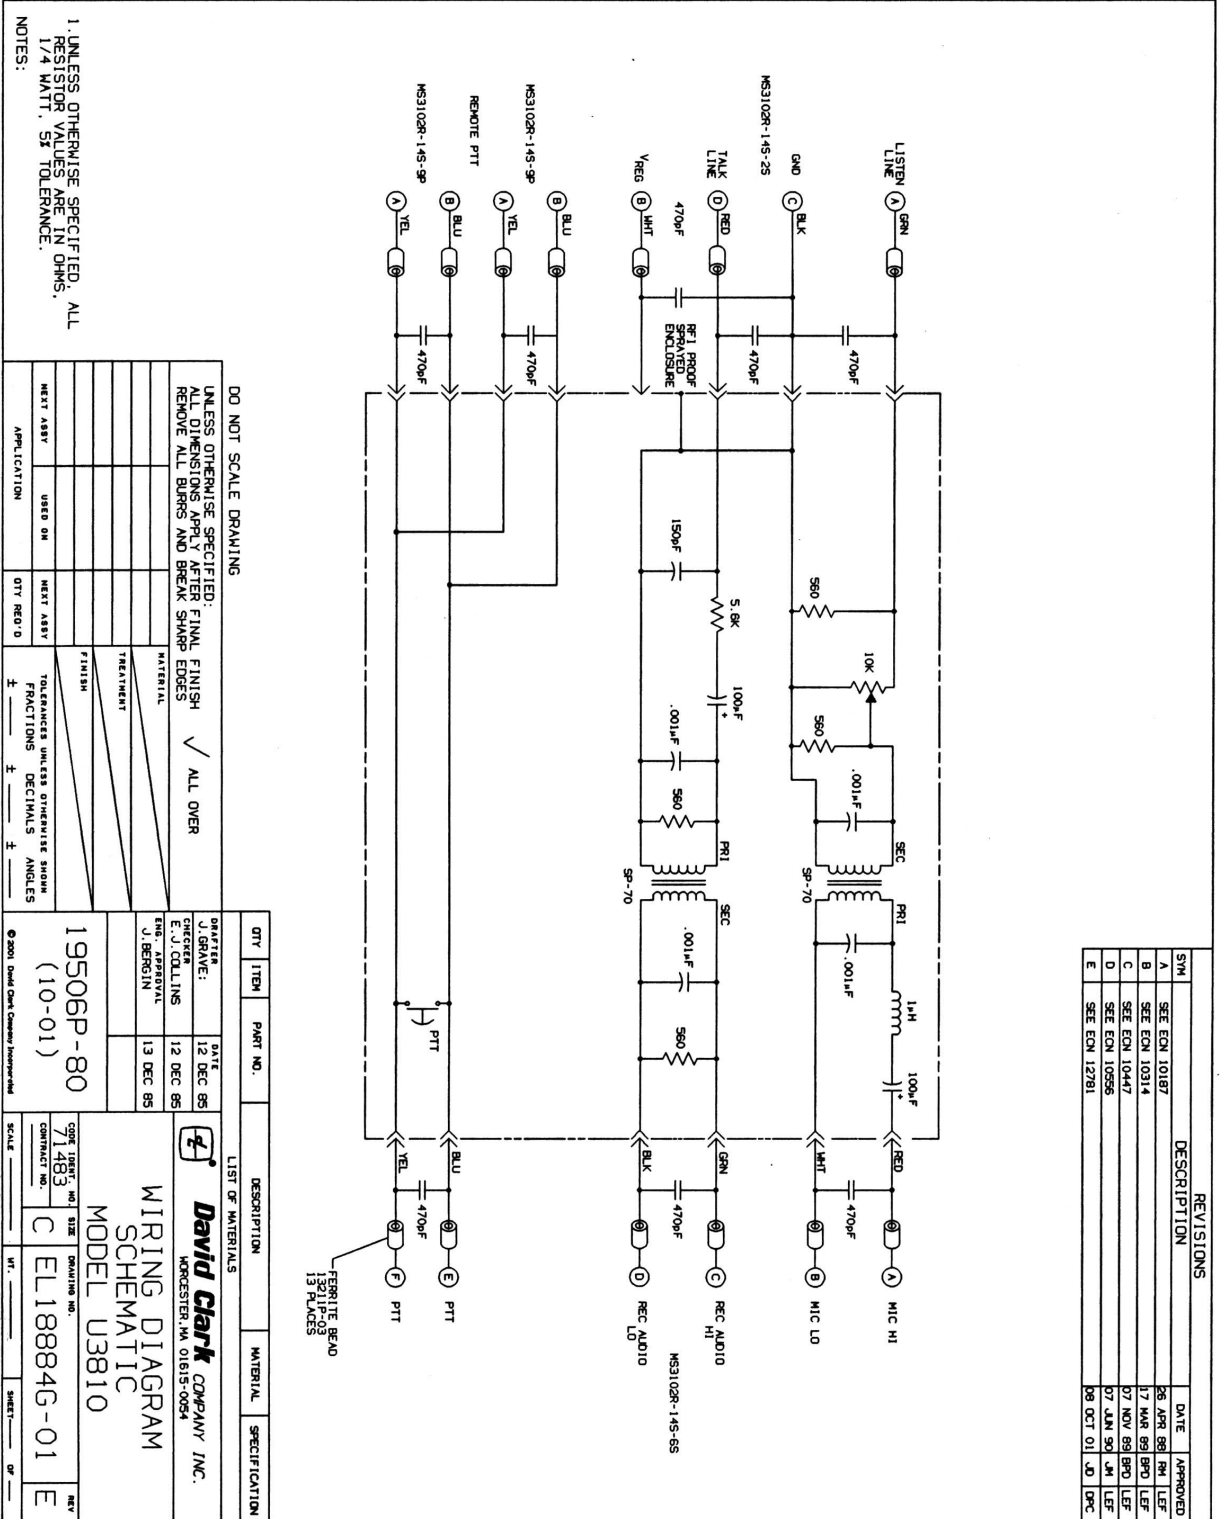 REVISIONS
SYM DESCRIPTION DATE APPROVED
A SEE ECN 10187 26 APR 88 RM LEF
B SEE ECN 10314 17 MAR 89 BPD LEF
C SEE ECN 10447 07 NOV 89 BPD LEF
D SEE ECN 10556 07 JUN 90 JM LEF
E SEE ECN 12781 08 OCT 01 JD DPC
LISTEN LINE
A
GRN
470pF
560
10K
560
.001µF
SEC
PRI
SP-70
.001µF
1µH
100µF
+
RED
A
MIC HI
GND
C
BLK
MS3102R-14S-2S
WHT
470pF
B
MIC LO
TALK LINE
D
RED
470pF
470pF
RFI PROOF
SPRAYED
ENCLOSURE
150pF
5.6K
100µF
+
.001µF
560
PRI
SEC
SP-70
.001µF
560
GRN
C
REC AUDIO
HI
VREG
B
WHT
BLK
470pF
D
REC AUDIO
LO
MS3102R-14S-6S
MS3102R-14S-9P
B
BLU
470pF
A
YEL
REMOTE PTT
B
BLU
470pF
A
YEL
MS3102R-14S-9P
PTT
BLU
470pF
E
PTT
YEL
F
PTT
FERRITE BEAD
13211P-03
13 PLACES
1. UNLESS OTHERWISE SPECIFIED, ALL
RESISTOR VALUES ARE IN OHMS,
1/4 WATT, 5% TOLERANCE.
NOTES:
DO NOT SCALE DRAWING
UNLESS OTHERWISE SPECIFIED:
ALL DIMENSIONS APPLY AFTER FINAL FINISH
REMOVE ALL BURRS AND BREAK SHARP EDGES
ALL OVER
MATERIAL
TREATMENT
FINISH
NEXT ASSY USED ON NEXT ASSY
APPLICATION QTY REQ'D
TOLERANCES UNLESS OTHERWISE SHOWN
FRACTIONS DECIMALS ANGLES
± ± ±
QTY ITEM PART NO. DESCRIPTION MATERIAL SPECIFICATION
LIST OF MATERIALS
DRAFTER DATE
J.GRAVE: 12 DEC 85
CHECKER
E.J.COLLINS 12 DEC 85
ENG. APPROVAL
J.BERGIN 13 DEC 85
19506P-80
(10-01)
© 2001 David Clark Company Incorporated
David Clark COMPANY INC.
WORCESTER,MA 01615-0054
WIRING DIAGRAM
SCHEMATIC
MODEL U3810
CODE IDENT. NO. SIZE DRAWING NO. REV
71483 C EL18884G-01 E
CONTRACT NO.
SCALE WT. SHEET OF